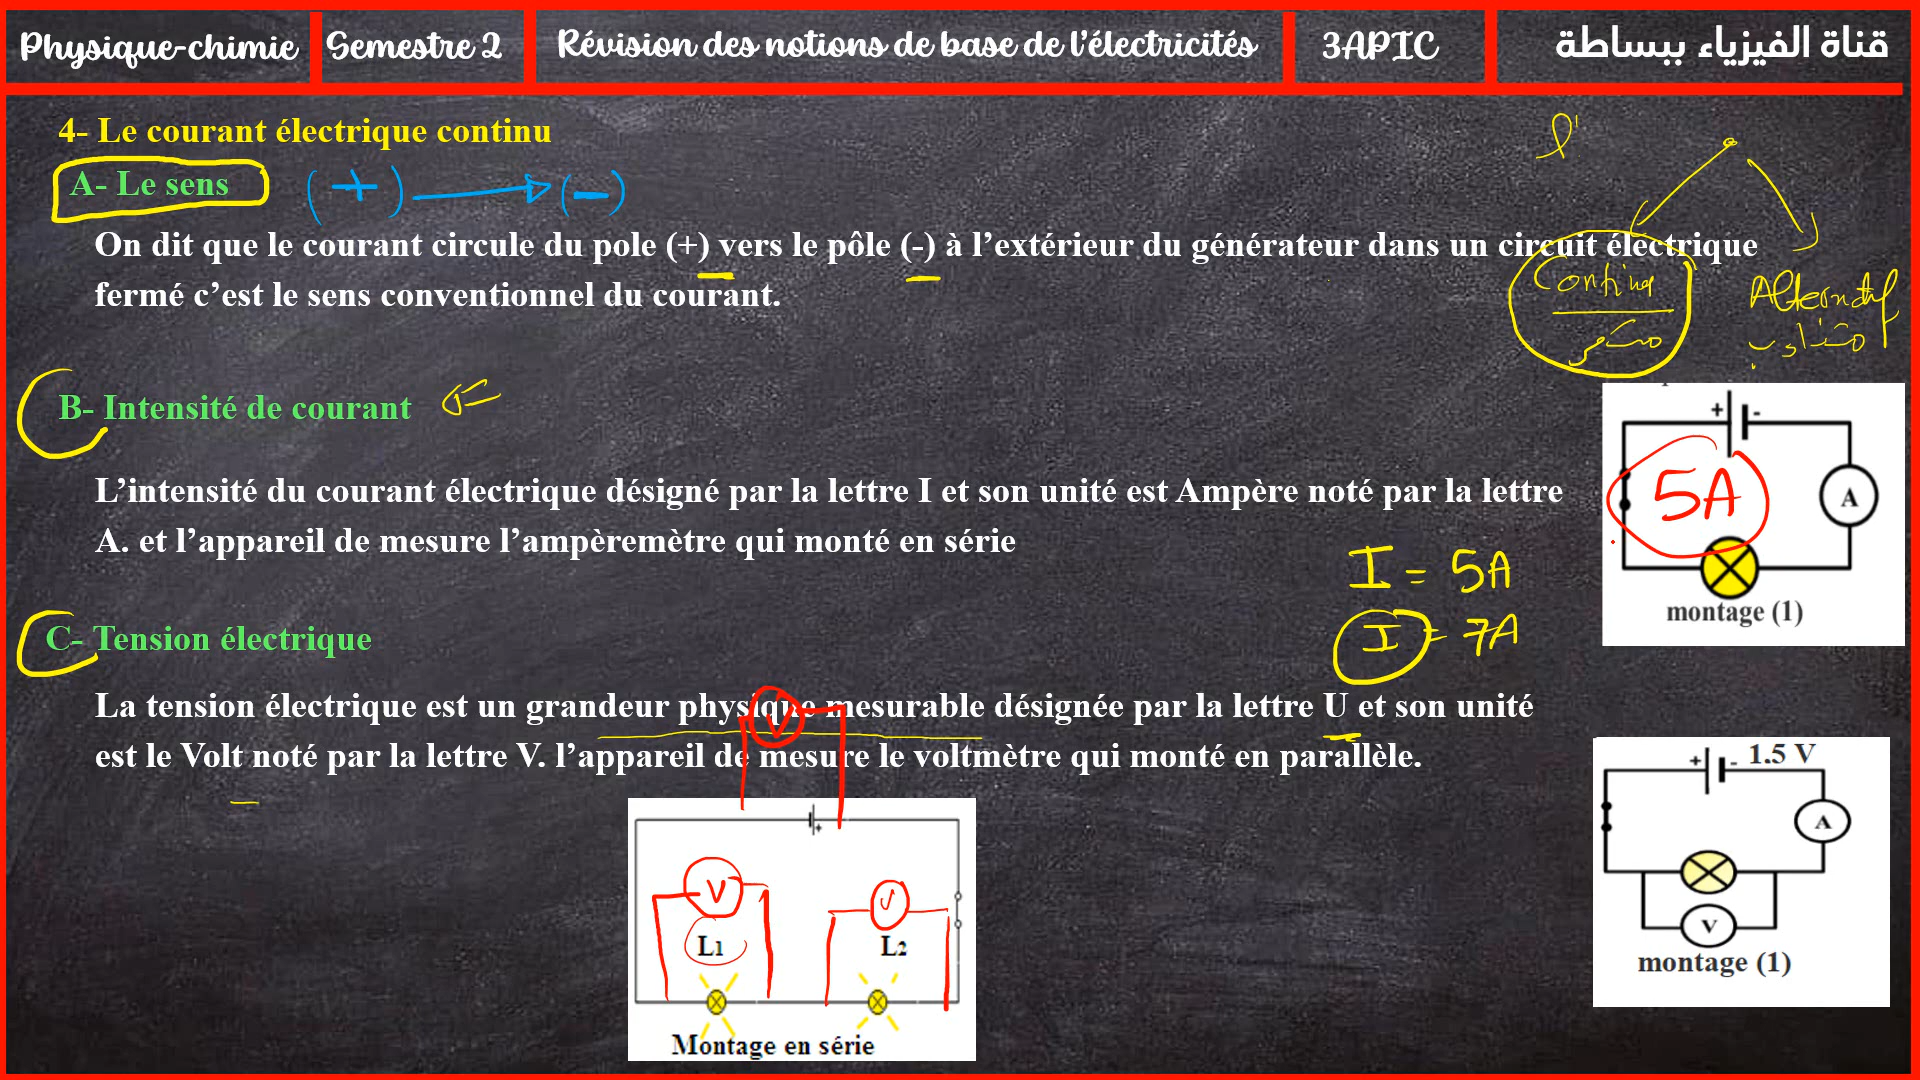 Physique-chimie Semestre 2 Révision des notions de base de l'électricités 3APIC قناة الفيزياء ببساطة
4- Le courant électrique continu
A- Le sens (+) (-)
On dit que le courant circule du pole (+) vers le pôle (-) à l'extérieur du générateur dans un circuit électrique
fermé c'est le sens conventionnel du courant.
Continu
Alternatif
متناوب
B- Intensité de courant
L'intensité du courant électrique désigné par la lettre I et son unité est Ampère noté par la lettre
A. et l'appareil de mesure l'ampèremètre qui monté en série
I = 5A
I = 7A
+ -
5A
A
montage (1)
C- Tension électrique
La tension électrique est un grandeur physique mesurable désignée par la lettre U et son unité
est le Volt noté par la lettre V. l'appareil de mesure le voltmètre qui monté en parallèle.
V
+
V
V
L1 L2
Montage en série
+ - 1.5 V
A
V
montage (1)